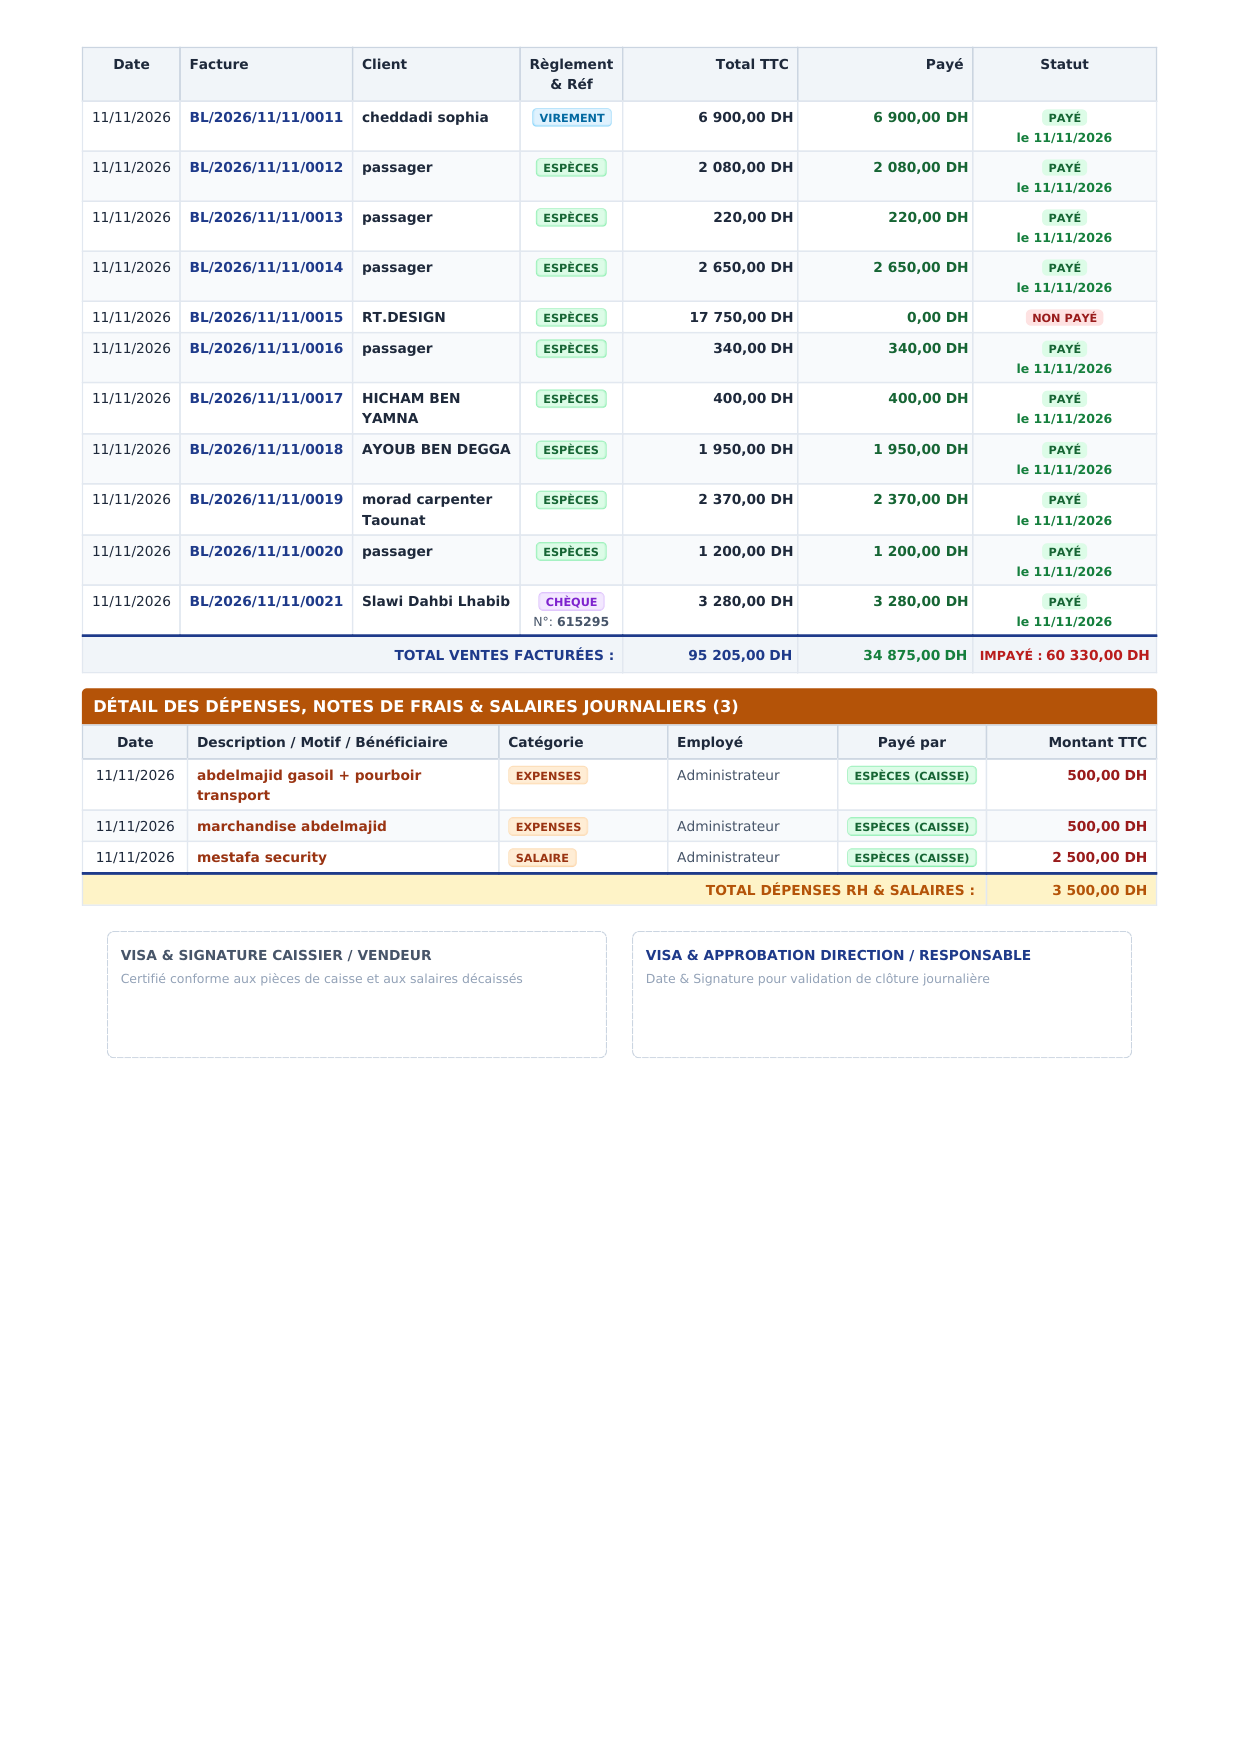 Date Facture Client Règlement & Réf Total TTC Payé Statut
11/11/2026 BL/2026/11/11/0011 cheddadi sophia VIREMENT 6 900,00 DH 6 900,00 DH PAYÉ
le 11/11/2026
11/11/2026 BL/2026/11/11/0012 passager ESPÈCES 2 080,00 DH 2 080,00 DH PAYÉ
le 11/11/2026
11/11/2026 BL/2026/11/11/0013 passager ESPÈCES 220,00 DH 220,00 DH PAYÉ
le 11/11/2026
11/11/2026 BL/2026/11/11/0014 passager ESPÈCES 2 650,00 DH 2 650,00 DH PAYÉ
le 11/11/2026
11/11/2026 BL/2026/11/11/0015 RT.DESIGN ESPÈCES 17 750,00 DH 0,00 DH NON PAYÉ
11/11/2026 BL/2026/11/11/0016 passager ESPÈCES 340,00 DH 340,00 DH PAYÉ
le 11/11/2026
11/11/2026 BL/2026/11/11/0017 HICHAM BEN ESPÈCES 400,00 DH 400,00 DH PAYÉ
YAMNA le 11/11/2026
11/11/2026 BL/2026/11/11/0018 AYOUB BEN DEGGA ESPÈCES 1 950,00 DH 1 950,00 DH PAYÉ
le 11/11/2026
11/11/2026 BL/2026/11/11/0019 morad carpenter ESPÈCES 2 370,00 DH 2 370,00 DH PAYÉ
Taounat le 11/11/2026
11/11/2026 BL/2026/11/11/0020 passager ESPÈCES 1 200,00 DH 1 200,00 DH PAYÉ
le 11/11/2026
11/11/2026 BL/2026/11/11/0021 Slawi Dahbi Lhabib CHÈQUE 3 280,00 DH 3 280,00 DH PAYÉ
N°: 615295 le 11/11/2026
TOTAL VENTES FACTURÉES : 95 205,00 DH 34 875,00 DH IMPAYÉ : 60 330,00 DH
DÉTAIL DES DÉPENSES, NOTES DE FRAIS & SALAIRES JOURNALIERS (3)
Date Description / Motif / Bénéficiaire Catégorie Employé Payé par Montant TTC
11/11/2026 abdelmajid gasoil + pourboir EXPENSES Administrateur ESPÈCES (CAISSE) 500,00 DH
transport
11/11/2026 marchandise abdelmajid EXPENSES Administrateur ESPÈCES (CAISSE) 500,00 DH
11/11/2026 mestafa security SALAIRE Administrateur ESPÈCES (CAISSE) 2 500,00 DH
TOTAL DÉPENSES RH & SALAIRES : 3 500,00 DH
VISA & SIGNATURE CAISSIER / VENDEUR
Certifié conforme aux pièces de caisse et aux salaires décaissés
VISA & APPROBATION DIRECTION / RESPONSABLE
Date & Signature pour validation de clôture journalière